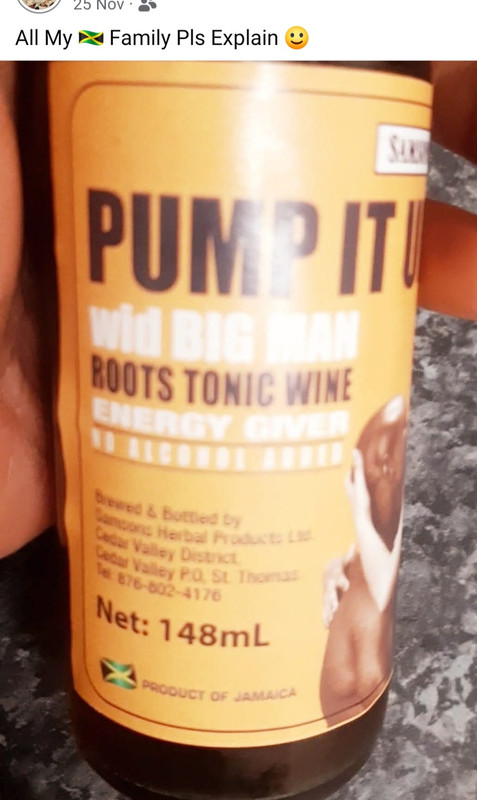 25 Nov ·
All My 🇯🇲 Family Pls Explain 🙂
PUMP IT U
wid BIG MAN
ROOTS TONIC WINE
ENERGY GIVER
NO ALCOHOL ADDED
Brewed & Bottled by
Samsons Herbal Products Ltd.
Cedar Valley District,
Cedar Valley P.O, St. Thomas
Tel: 876-802-4176
Net: 148mL
PRODUCT OF JAMAICA